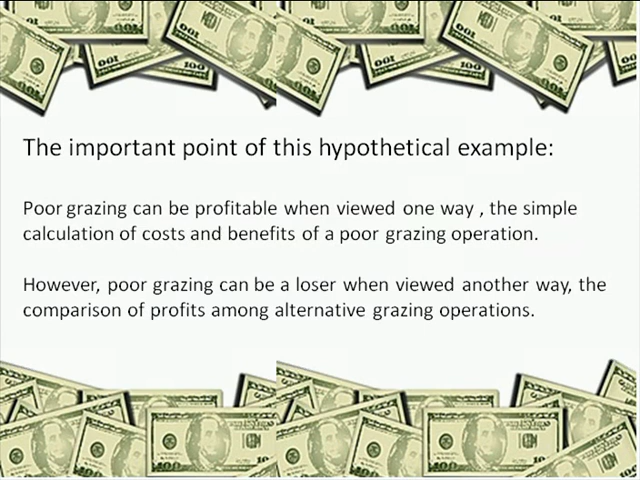 The important point of this hypothetical example:
Poor grazing can be profitable when viewed one way , the simple
calculation of costs and benefits of a poor grazing operation.
However, poor grazing can be a loser when viewed another way, the
comparison of profits among alternative grazing operations.